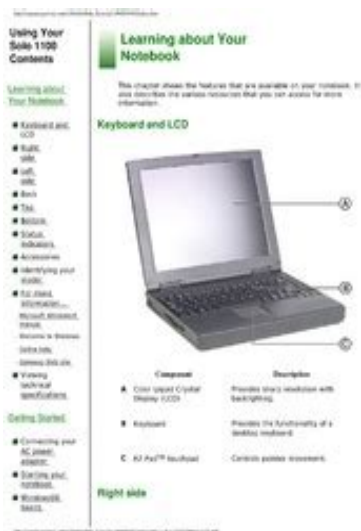 Using Your
Solo 1100
Contents
Learning about
Your Notebook
Keyboard and
LCD
Right
side
Left
side
Back
Top
Bottom
Status
indicators
Accessories
Identifying your
model
For more
information...
Microsoft Windows
manual
Welcome to Windows
Online help
Gateway Web site
Viewing
technical
specifications
Getting Started
Connecting your
AC power
adapter
Starting your
notebook
basics
Learning about Your
Notebook
This chapter shows the features that are available on your notebook. It
also describes the various resources that you can access for more
information.
Keyboard and LCD
A
B
C
Component Description
A Color Liquid Crystal Display (LCD) Provides sharp resolution with backlighting.
B Keyboard Provides the functionality of a desktop keyboard.
C EZ Pad™ touchpad Controls pointer movement.
Right side